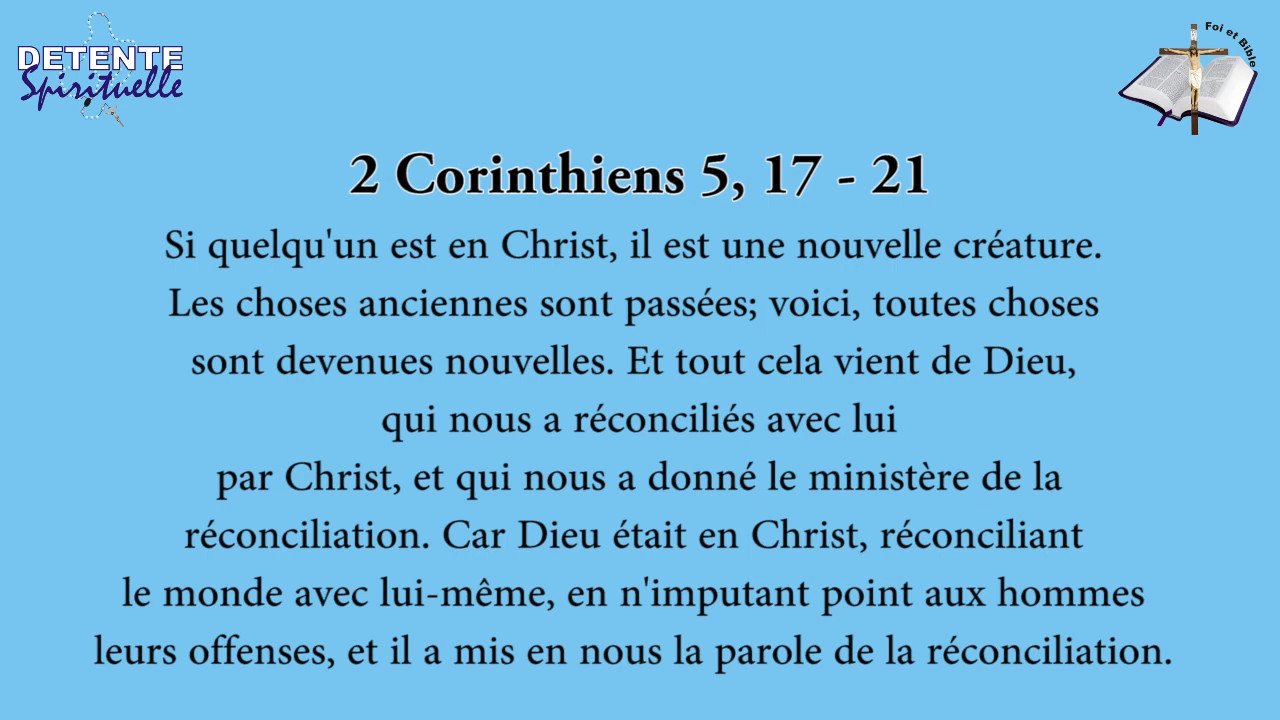 DETENTE
Spirituelle
Foi et Bible
2 Corinthiens 5, 17 - 21
Si quelqu'un est en Christ, il est une nouvelle créature.
Les choses anciennes sont passées; voici, toutes choses
sont devenues nouvelles. Et tout cela vient de Dieu,
qui nous a réconciliés avec lui
par Christ, et qui nous a donné le ministère de la
réconciliation. Car Dieu était en Christ, réconciliant
le monde avec lui-même, en n'imputant point aux hommes
leurs offenses, et il a mis en nous la parole de la réconciliation.